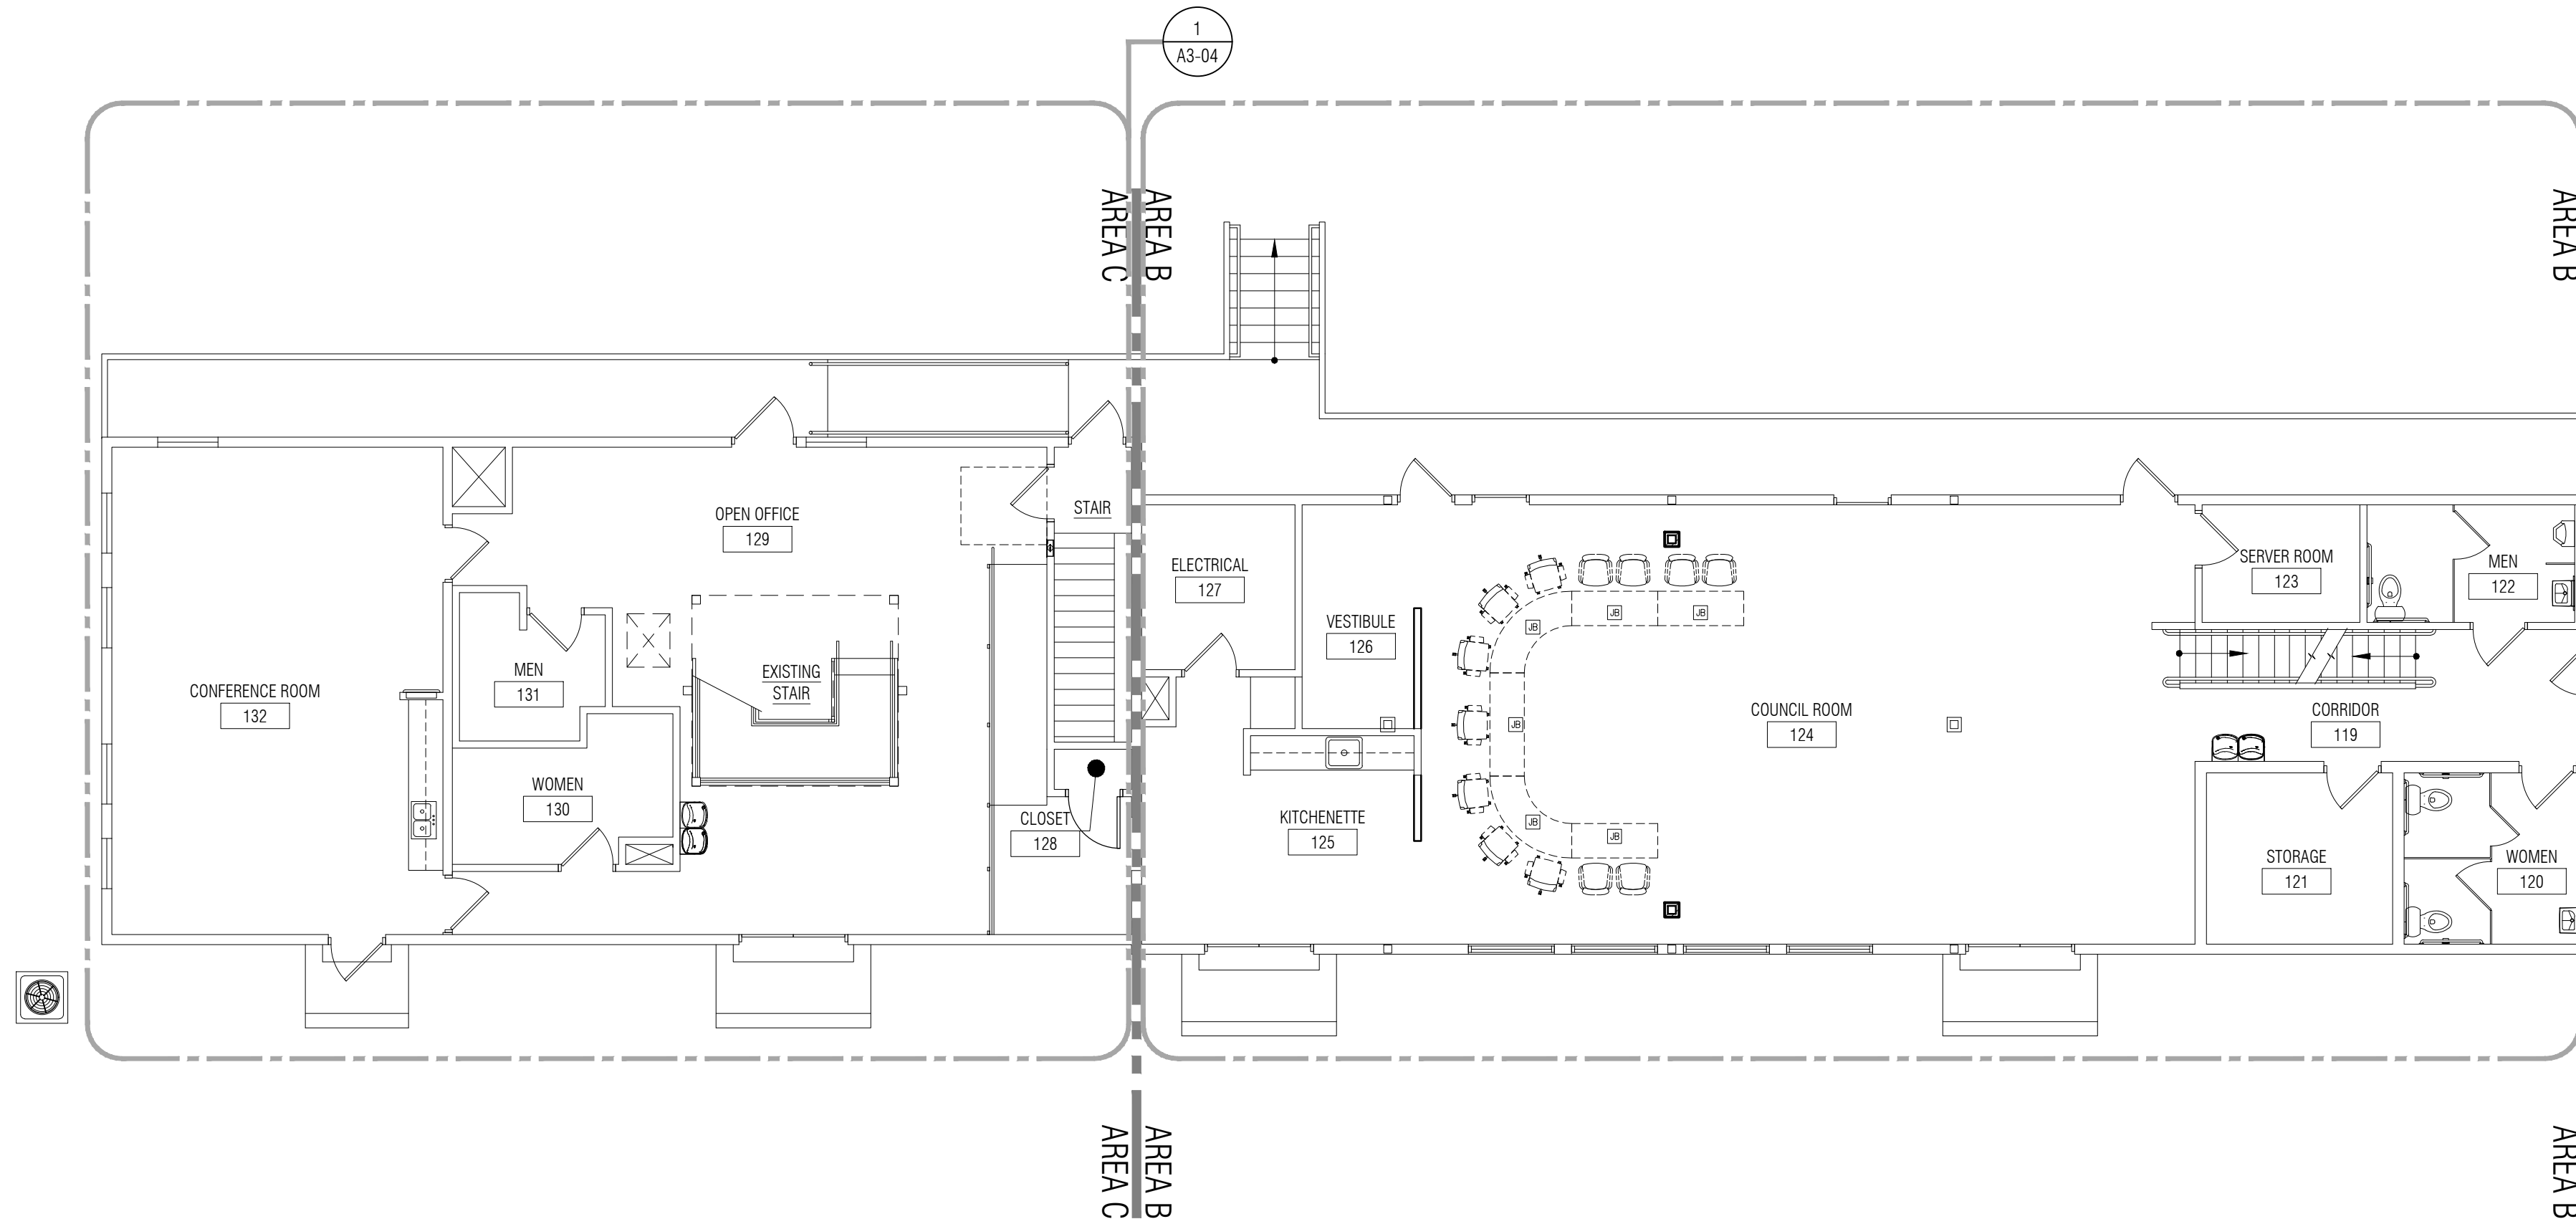 1
A3-04
AREA C
AREA B
AREA B
STAIR
OPEN OFFICE
129
ELECTRICAL
127
SERVER ROOM
123
MEN
122
VESTIBULE
126
JB
JB
JB
MEN
131
EXISTING
STAIR
CONFERENCE ROOM
132
JB
COUNCIL ROOM
124
CORRIDOR
119
WOMEN
130
CLOSET
128
KITCHENETTE
125
JB
JB
STORAGE
121
WOMEN
120
AREA C
AREA B
AREA B